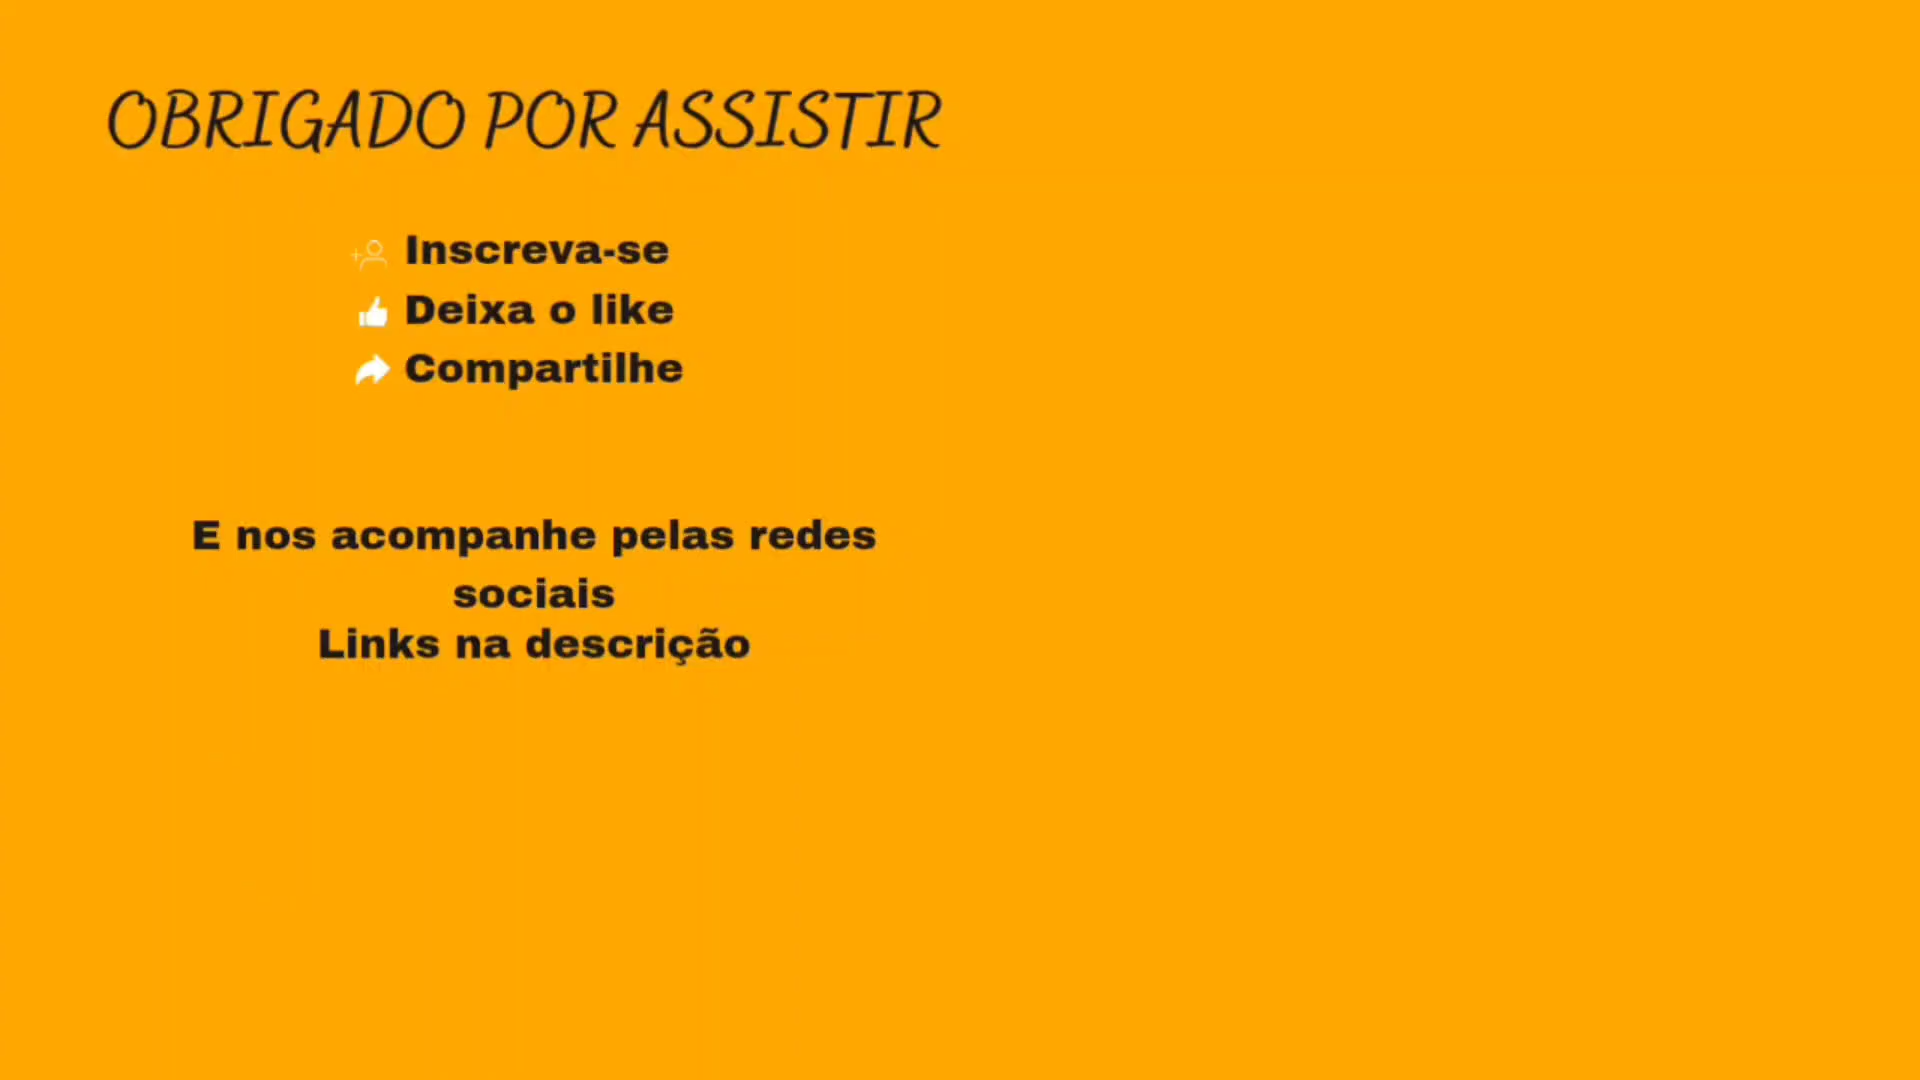 OBRIGADO POR ASSISTIR
Inscreva-se
Deixa o like
Compartilhe
E nos acompanhe pelas redes
sociais
Links na descrição